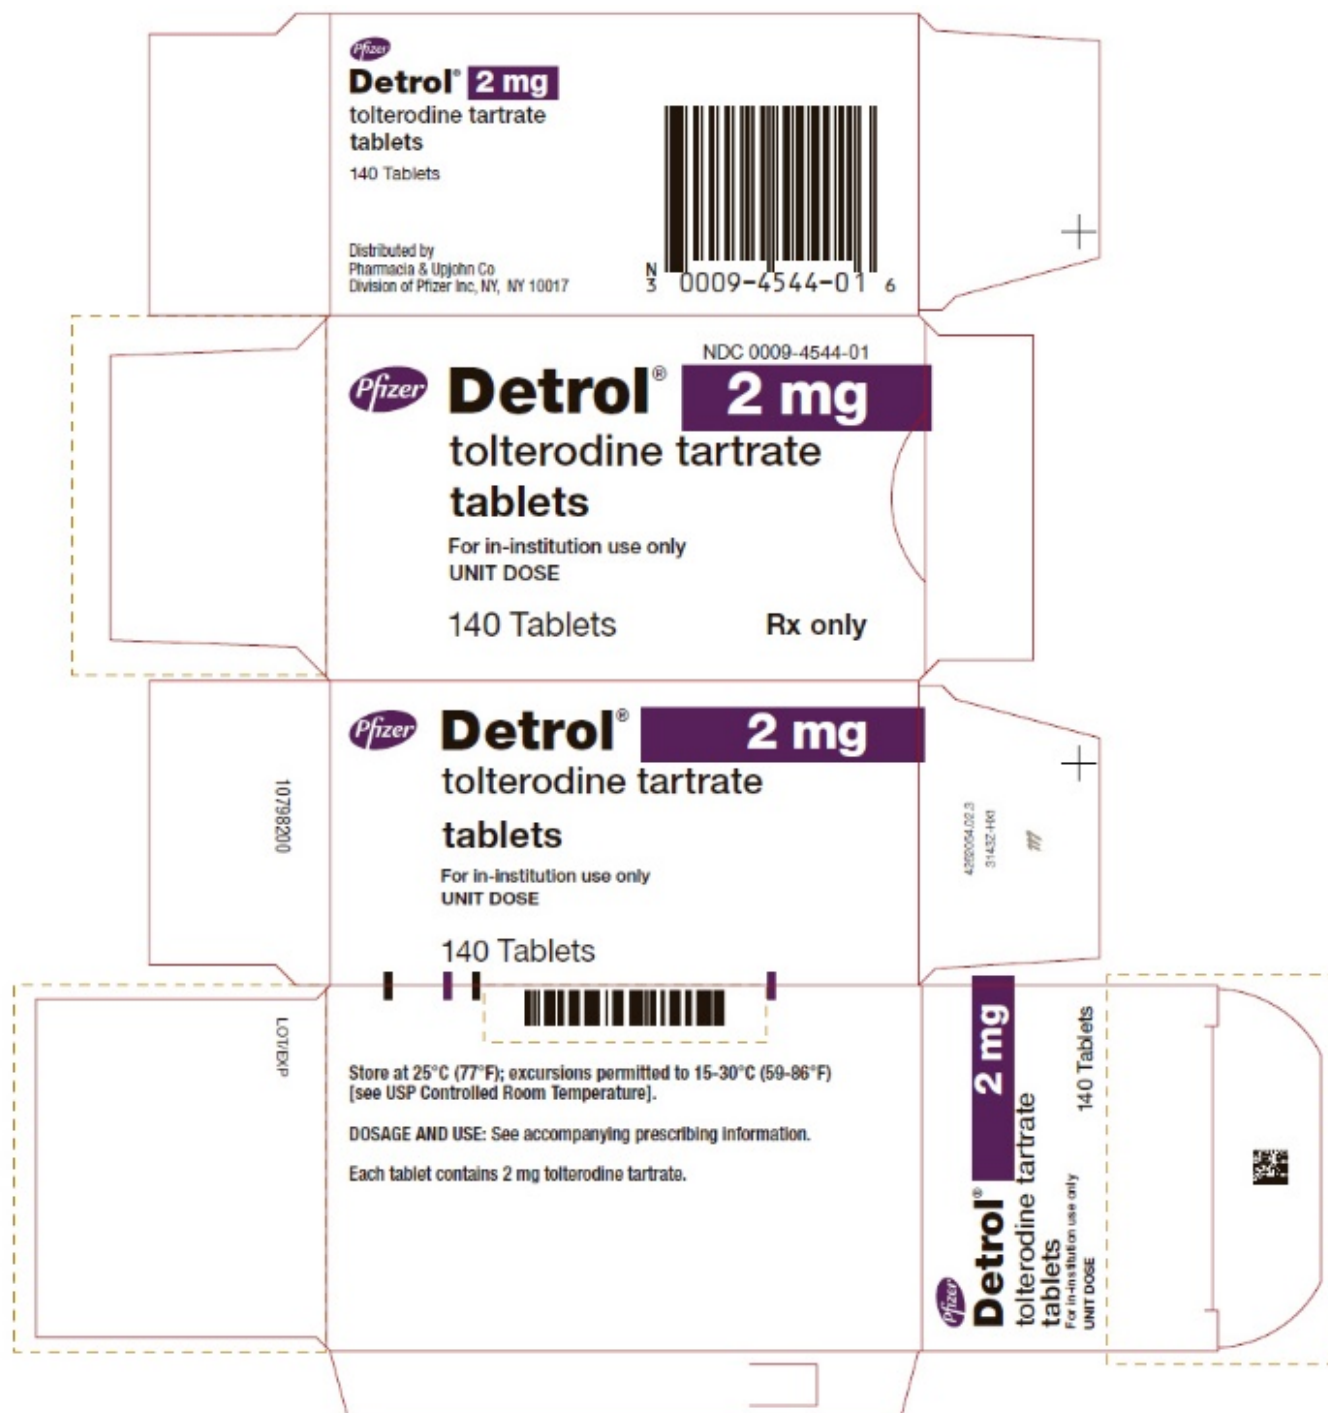 Pfizer
Detrol® 2 mg
tolterodine tartrate
tablets
140 Tablets
Distributed by
Pharmacia & Upjohn Co
Division of Pfizer Inc, NY, NY 10017
N
3 0009-4544-01 6
NDC 0009-4544-01
Pfizer Detrol® 2 mg
tolterodine tartrate
tablets
For in-institution use only
UNIT DOSE
140 Tablets Rx only
Pfizer Detrol® 2 mg
tolterodine tartrate
tablets
For in-institution use only
UNIT DOSE
140 Tablets
10798200
3143Z-HXI
LOT/EXP
Store at 25°C (77°F); excursions permitted to 15-30°C (59-86°F)
[see USP Controlled Room Temperature].
DOSAGE AND USE: See accompanying prescribing information.
Each tablet contains 2 mg tolterodine tartrate.
Pfizer Detrol® 2 mg
tolterodine tartrate
tablets
For in-institution use only
UNIT DOSE
140 Tablets